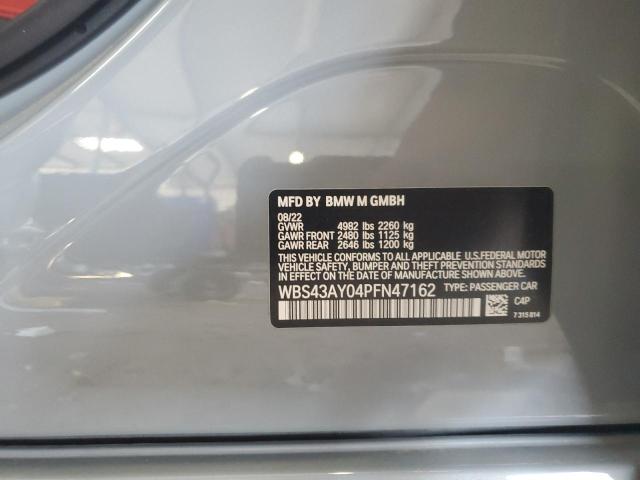 MFD BY BMW M GMBH
08/22
GVWR 4982 lbs 2260 kg
GAWR FRONT 2480 lbs 1125 kg
GAWR REAR 2646 lbs 1200 kg
THIS VEHICLE CONFORMS TO ALL APPLICABLE U.S.FEDERAL MOTOR
VEHICLE SAFETY, BUMPER, AND THEFT PREVENTION STANDARDS
IN EFFECT ON THE DATE OF MANUFACTURE SHOWN ABOVE.
WBS43AY04PFN47162 TYPE: PASSENGER CAR
C4P
7 315 814